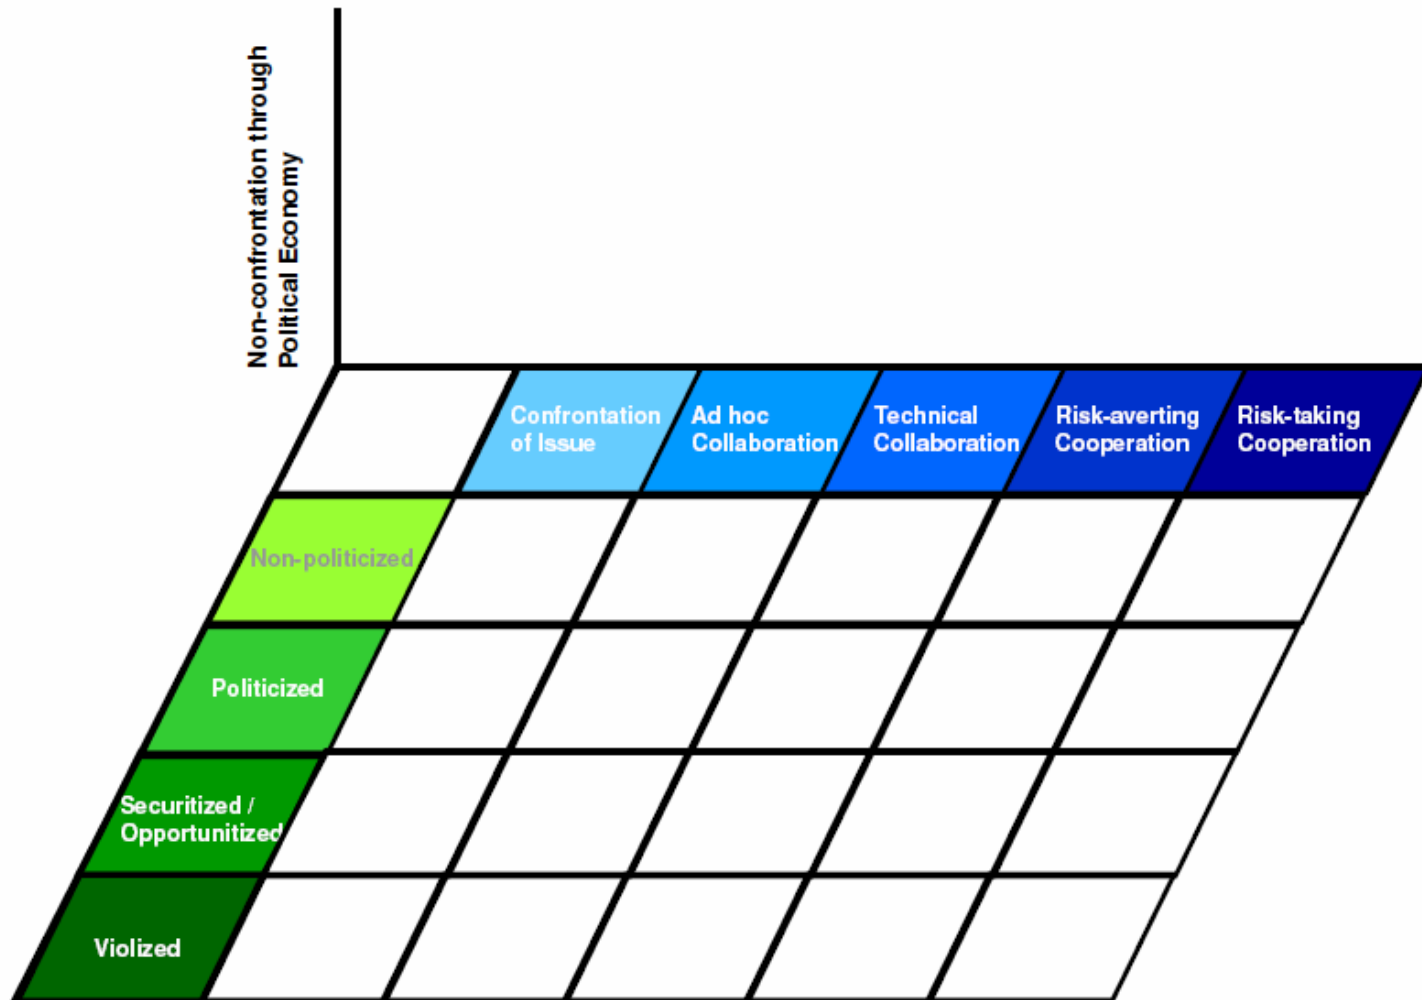 Non-confrontation through
Political Economy
Confrontation
of Issue
Ad hoc
Collaboration
Technical
Collaboration
Risk-averting
Cooperation
Risk-taking
Cooperation
Non-politicized
Politicized
Securitized /
Opportunitized
Violized